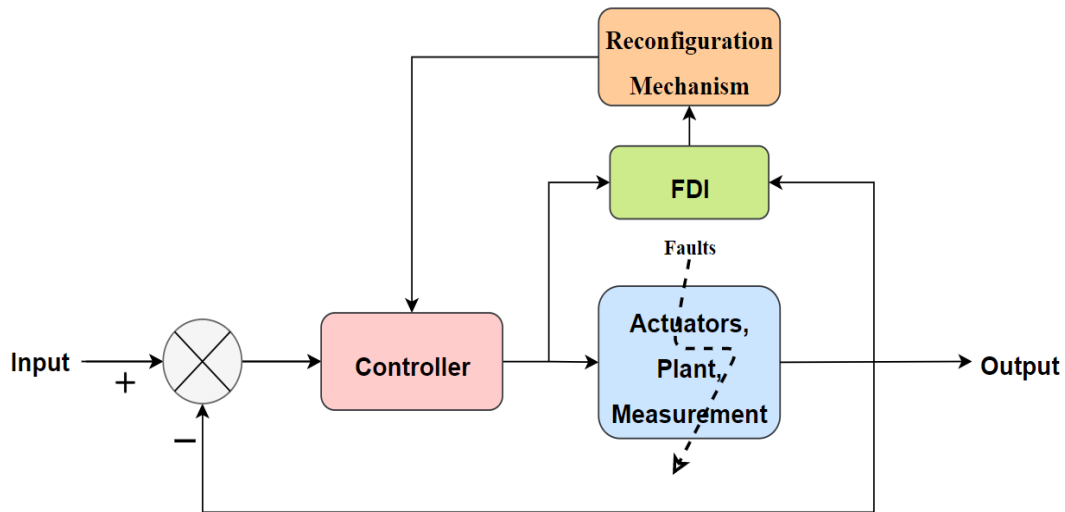 Reconfiguration
Mechanism
FDI
Faults
Input
+
−
Controller
Actuators,
Plant,
Measurement
Output